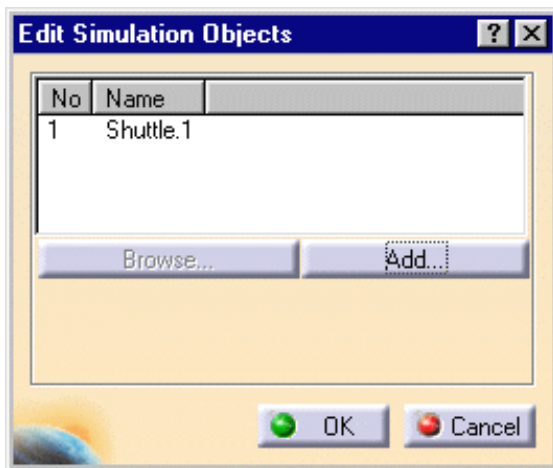 Edit Simulation Objects ?
No Name
1 Shuttle.1
Browse... Add...
OK Cancel